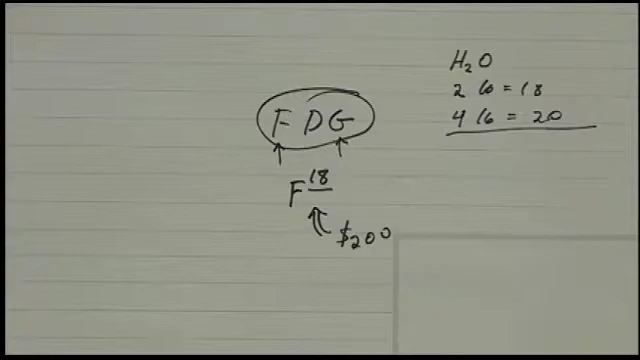 H₂O
2 16 = 18
4 16 = 20
FDG
F¹⁸
$200